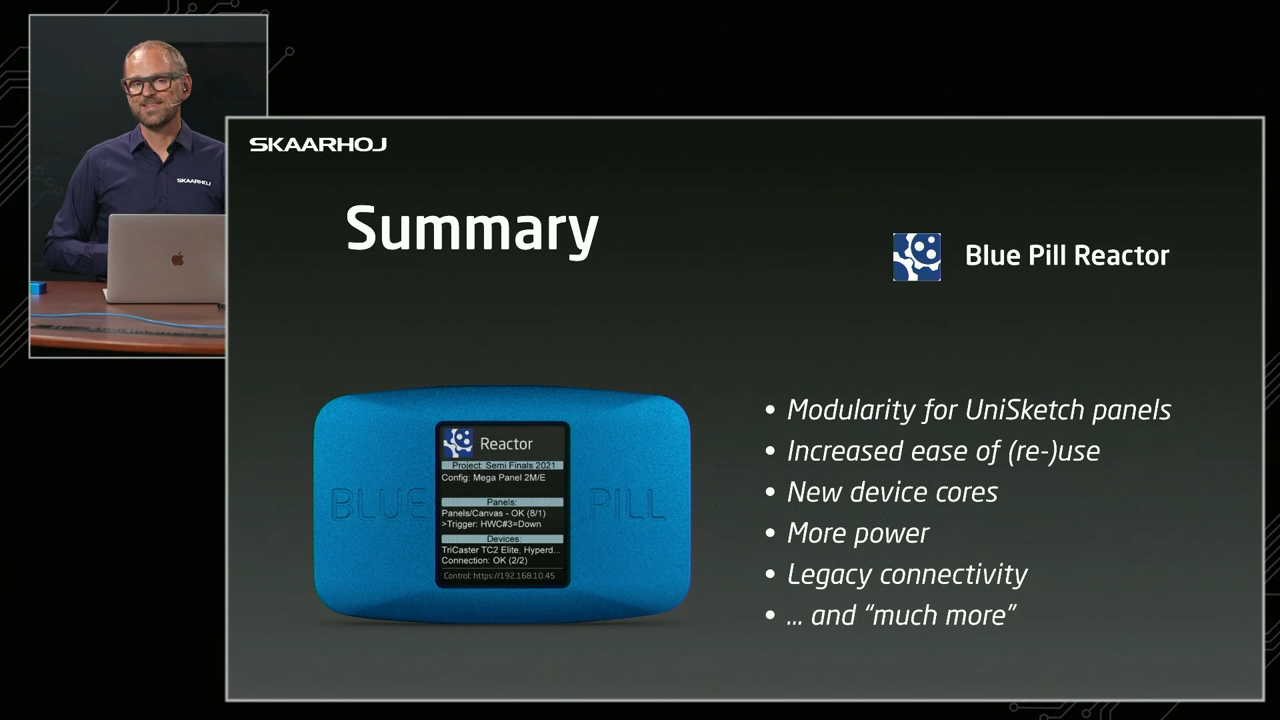 SKAARHOJ
SKAARHOJ
Summary
Blue Pill Reactor
BLUE PILL
Reactor
Project: Semi Finals 2021
Config: Mega Panel 2M/E
Panels:
Panels/Canvas - OK (8/1)
>Trigger: HWC#3=Down
Devices:
TriCaster TC2 Elite, Hyperd...
Connection: OK (2/2)
Control: https://192.168.10.45
• Modularity for UniSketch panels
• Increased ease of (re-)use
• New device cores
• More power
• Legacy connectivity
• ... and “much more”